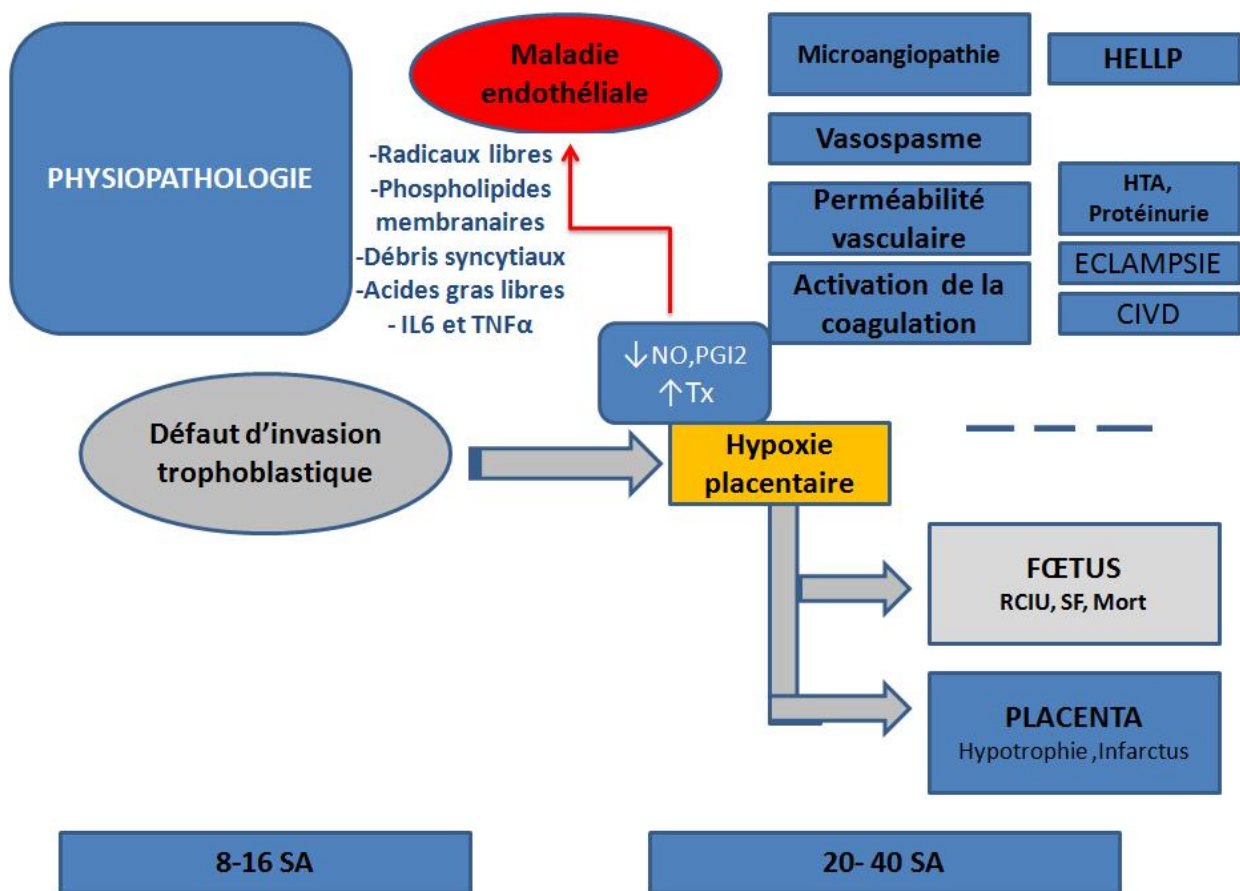 PHYSIOPATHOLOGIE
Maladie
endothéliale
-Radicaux libres
-Phospholipides
membranaires
-Débris syncytiaux
-Acides gras libres
- IL6 et TNFα
Microangiopathie
HELLP
Vasospasme
Perméabilité
vasculaire
HTA,
Protéinurie
ECLAMPSIE
Activation de la
coagulation
CIVD
↓NO,PGI2
↑Tx
Défaut d’invasion
trophoblastique
Hypoxie
placentaire
FŒTUS
RCIU, SF, Mort
PLACENTA
Hypotrophie ,Infarctus
8-16 SA
20- 40 SA